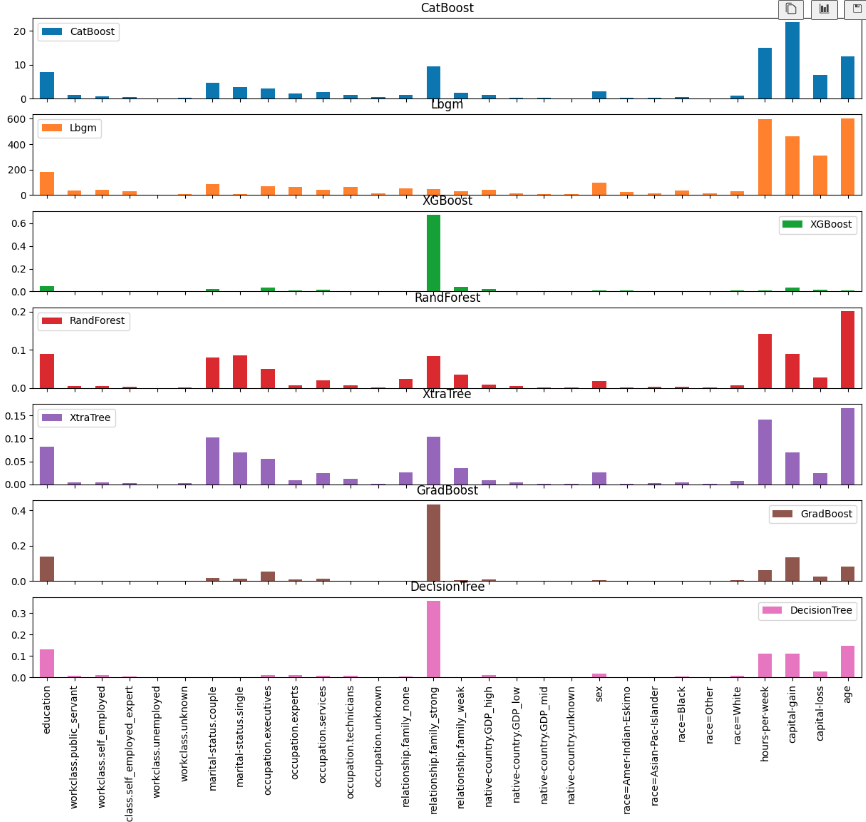 CatBoost
CatBoost
20
10
0
Lbgm
Lbgm
600
400
200
0
XGBoost
XGBoost
0.6
0.4
0.2
0.0
RandForest
RandForest
0.2
0.1
0.0
XtraTree
XtraTree
0.15
0.10
0.05
0.00
GradBoost
GradBoost
0.4
0.2
0.0
DecisionTree
DecisionTree
0.3
0.2
0.1
0.0
education
workclass.public_servant
workclass.self_employed
class.self_employed_expert
workclass.unemployed
workclass.unknown
marital-status.couple
marital-status.single
occupation.executives
occupation.experts
occupation.services
occupation.technicians
occupation.unknown
relationship.family_none
relationship.family_strong
relationship.family_weak
native-country.GDP_high
native-country.GDP_low
native-country.GDP_mid
native-country.unknown
sex
race=Amer-Indian-Eskimo
race=Asian-Pac-Islander
race=Black
race=Other
race=White
hours-per-week
capital-gain
capital-loss
age